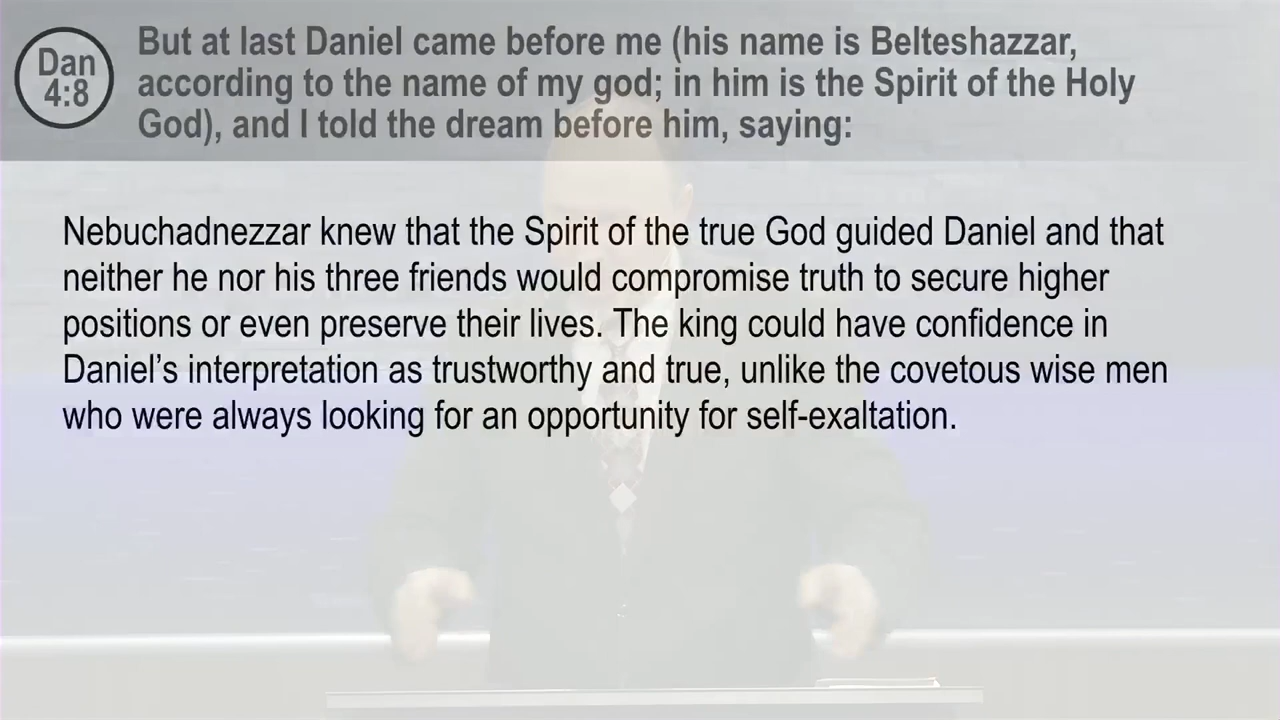 Dan
4:8
But at last Daniel came before me (his name is Belteshazzar,
according to the name of my god; in him is the Spirit of the Holy
God), and I told the dream before him, saying:
Nebuchadnezzar knew that the Spirit of the true God guided Daniel and that
neither he nor his three friends would compromise truth to secure higher
positions or even preserve their lives. The king could have confidence in
Daniel’s interpretation as trustworthy and true, unlike the covetous wise men
who were always looking for an opportunity for self-exaltation.